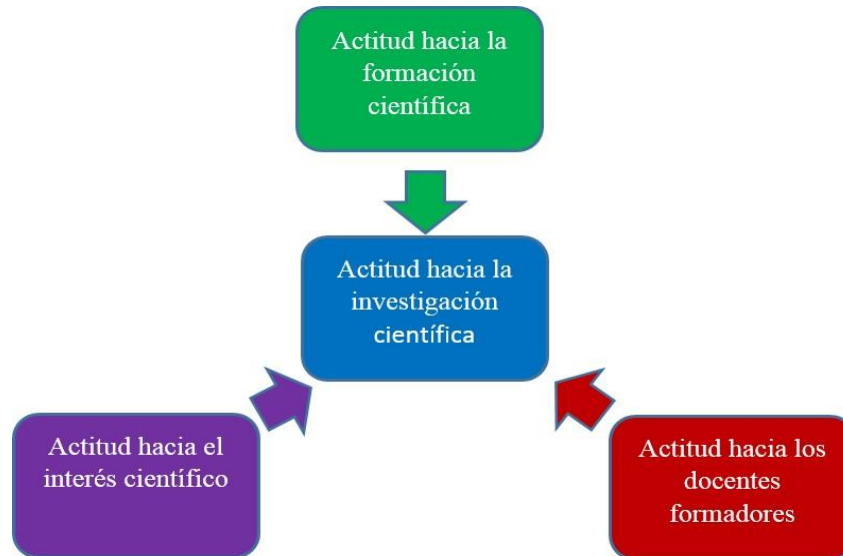 Actitud hacia la
formación
científica
Actitud hacia la
investigación
científica
Actitud hacia el
interés científico
Actitud hacia los
docentes
formadores